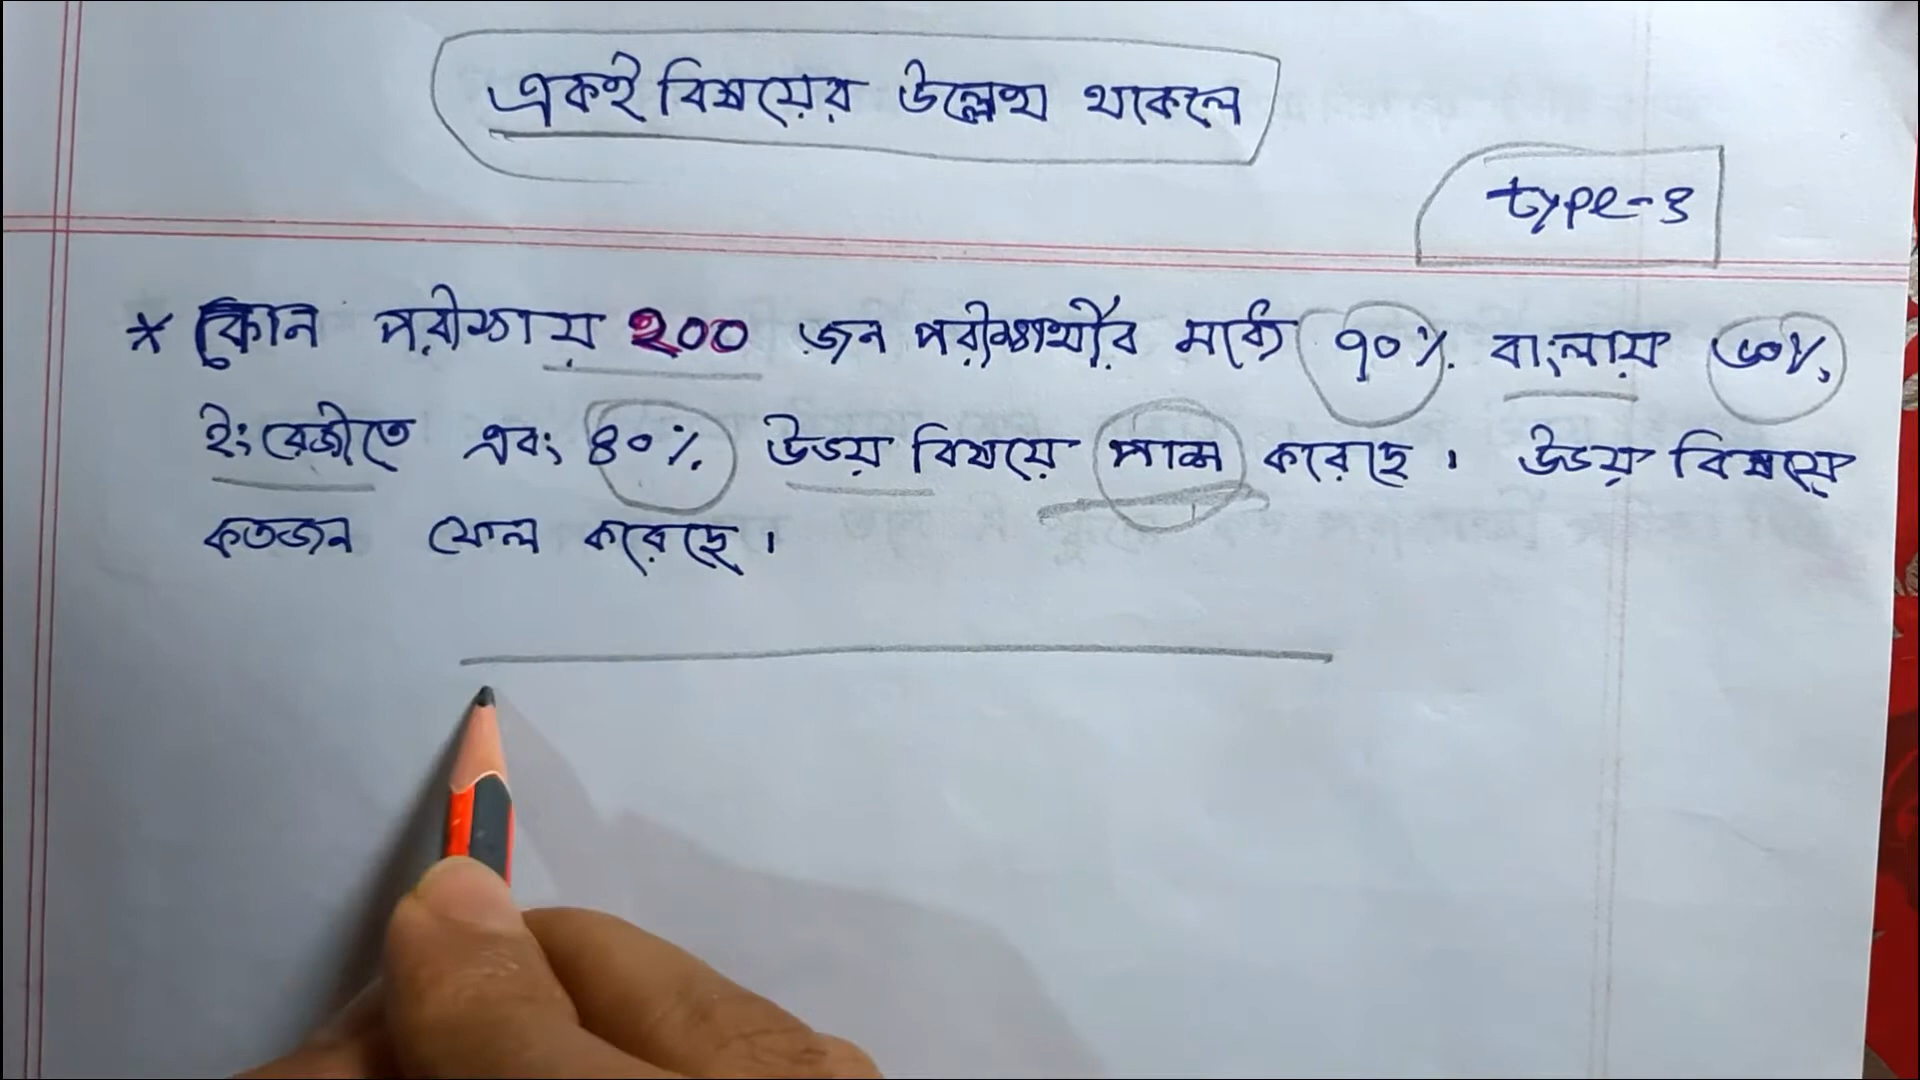 একই বিষয়ের উল্লেখ থাকলে
type-3
* কোন পরীক্ষায় ২০০ জন পরীক্ষার্থীর মধ্যে ৭০%. বাংলায় ৬০%,
ইংরেজীতে এবং ৪০%. উভয় বিষয়ে পাস করেছে। উভয় বিষয়ে
কতজন ফেল করেছে।